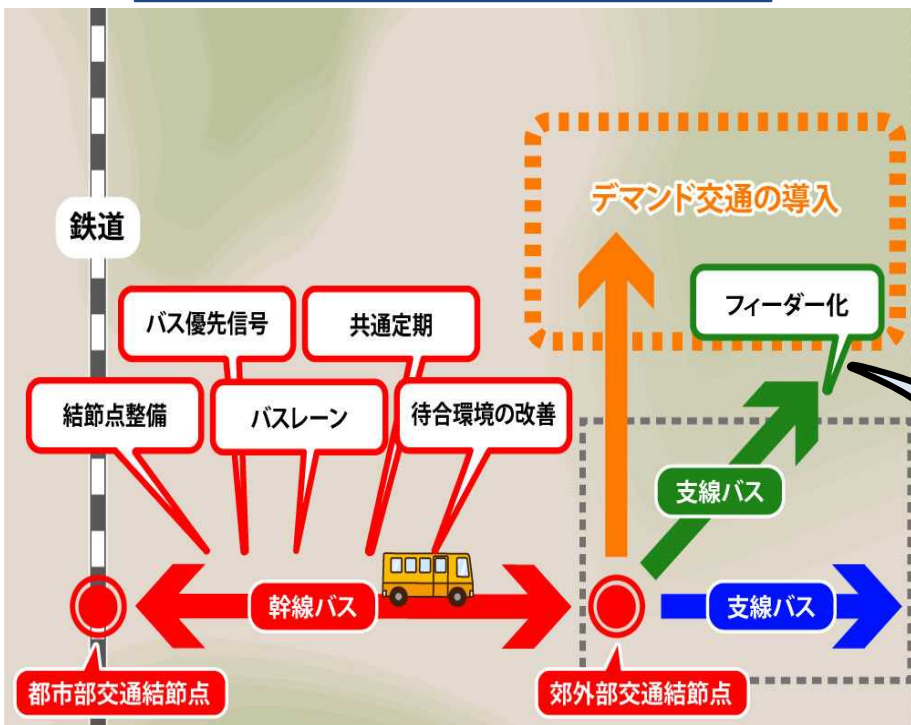 デマンド交通の導入
鉄道
フィーダー化
バス優先信号
共通定期
結節点整備
バスレーン
待合環境の改善
支線バス
幹線バス
支線バス
都市部交通結節点
郊外部交通結節点